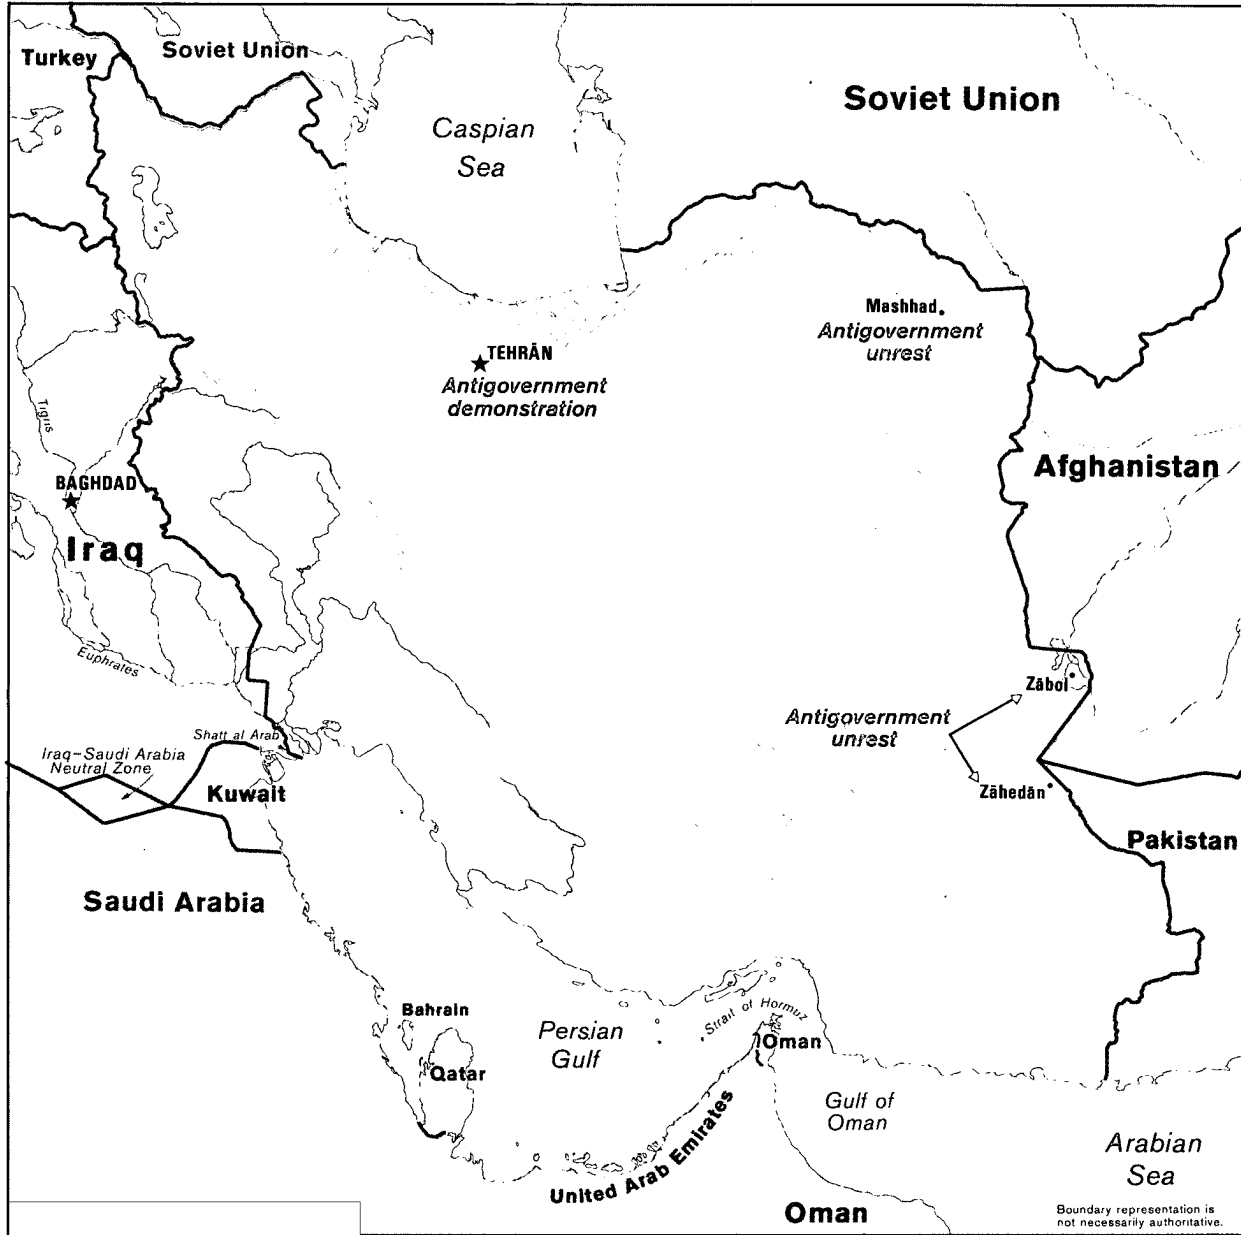 Turkey
Soviet Union
Soviet Union
Caspian
Sea
Mashhad
Antigovernment
unrest
TEHRĀN
Antigovernment
demonstration
Tigris
Afghanistan
BAGHDAD
Iraq
Euphrates
Zābol
Antigovernment
unrest
Shatt al Arab
Iraq-Saudi Arabia
Neutral Zone
Kuwait
Zāhedān
Pakistan
Saudi Arabia
Bahrain
Qatar
Persian
Gulf
Strait of Hormuz
Oman
Gulf of
Oman
United Arab Emirates
Arabian
Sea
Oman
Boundary representation is
not necessarily authoritative.